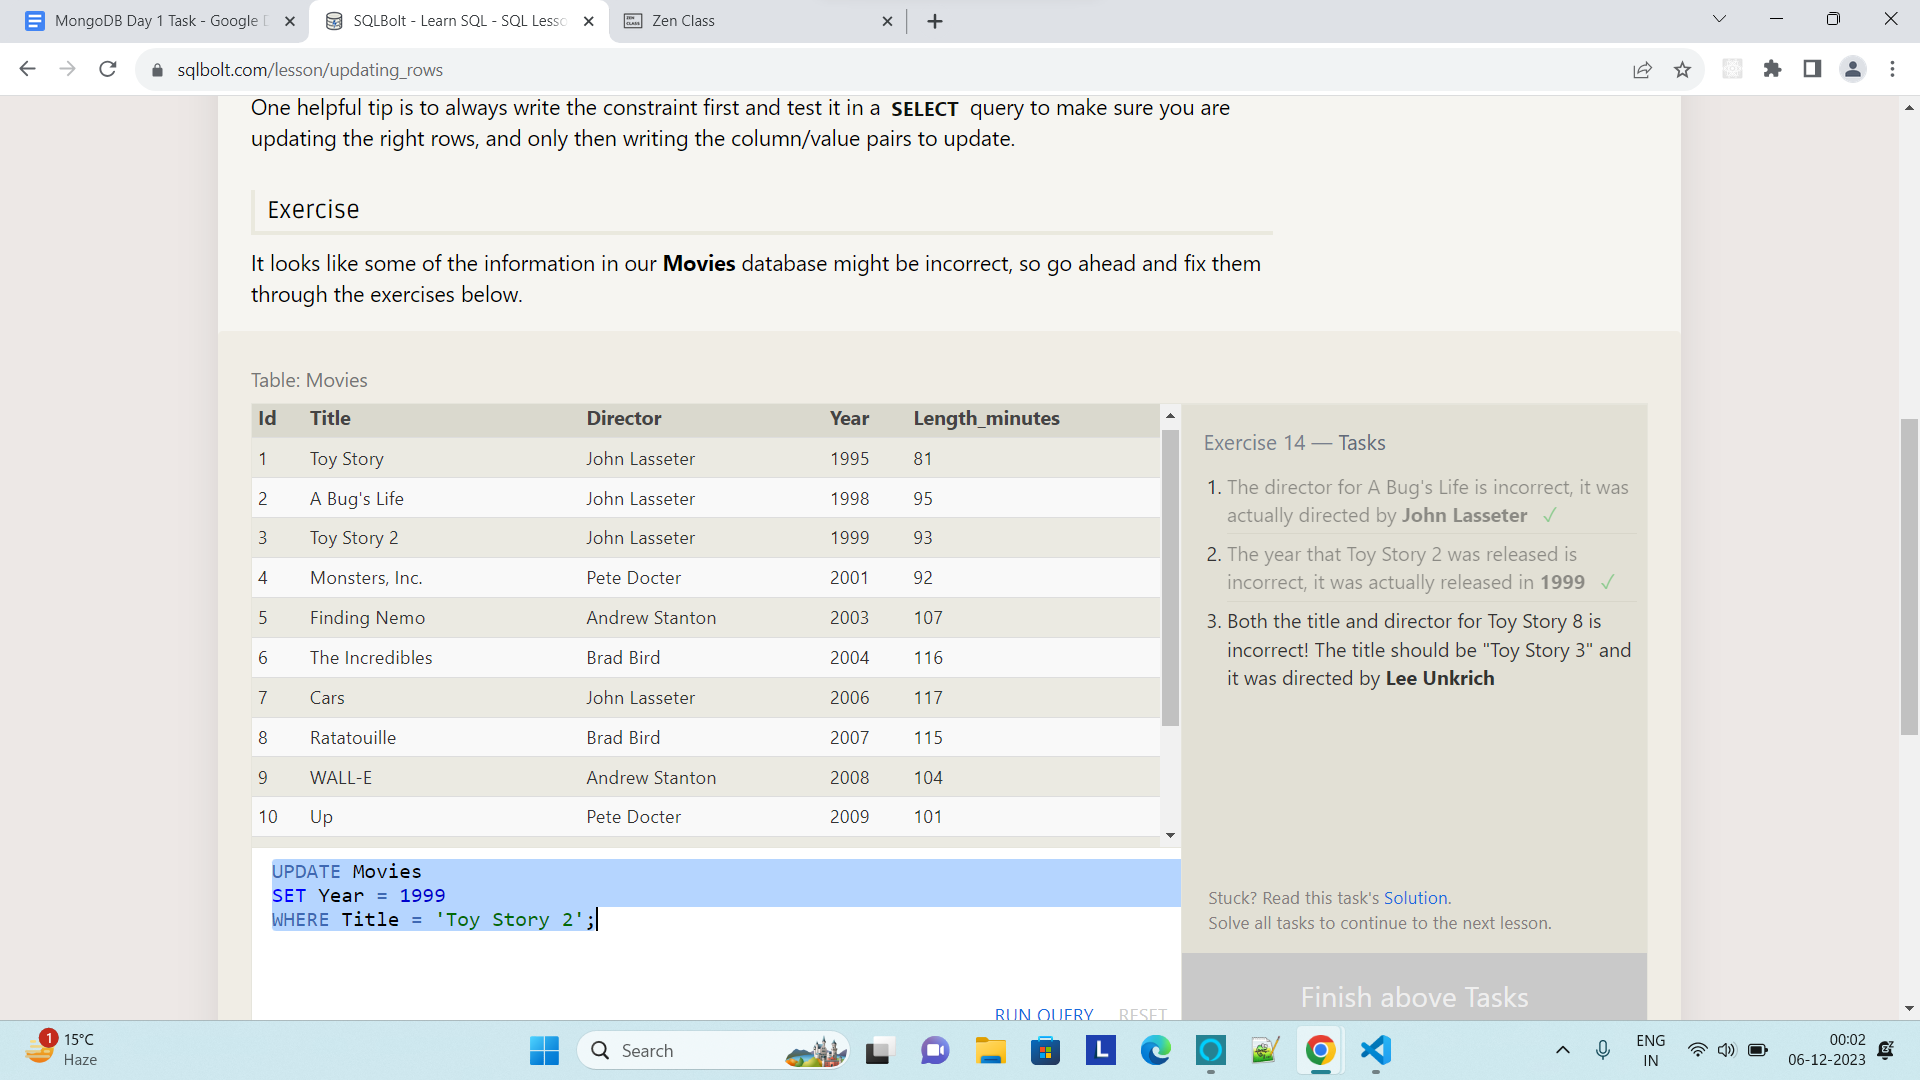 MongoDB Day 1 Task - Google D
SQLBolt - Learn SQL - SQL Lesso
Zen Class
sqlbolt.com/lesson/updating_rows
One helpful tip is to always write the constraint first and test it in a SELECT query to make sure you are
updating the right rows, and only then writing the column/value pairs to update.
Exercise
It looks like some of the information in our Movies database might be incorrect, so go ahead and fix them
through the exercises below.
Table: Movies
Id Title Director Year Length_minutes
1 Toy Story John Lasseter 1995 81
2 A Bug's Life John Lasseter 1998 95
3 Toy Story 2 John Lasseter 1999 93
4 Monsters, Inc. Pete Docter 2001 92
5 Finding Nemo Andrew Stanton 2003 107
6 The Incredibles Brad Bird 2004 116
7 Cars John Lasseter 2006 117
8 Ratatouille Brad Bird 2007 115
9 WALL-E Andrew Stanton 2008 104
10 Up Pete Docter 2009 101
UPDATE Movies
SET Year = 1999
WHERE Title = 'Toy Story 2';
RUN QUERY RESET
Exercise 14 — Tasks
1. The director for A Bug's Life is incorrect, it was
actually directed by John Lasseter ✓
2. The year that Toy Story 2 was released is
incorrect, it was actually released in 1999 ✓
3. Both the title and director for Toy Story 8 is
incorrect! The title should be "Toy Story 3" and
it was directed by Lee Unkrich
Stuck? Read this task's Solution.
Solve all tasks to continue to the next lesson.
Finish above Tasks
1
15°C
Haze
Search
L
ENG
IN
00:02
06-12-2023